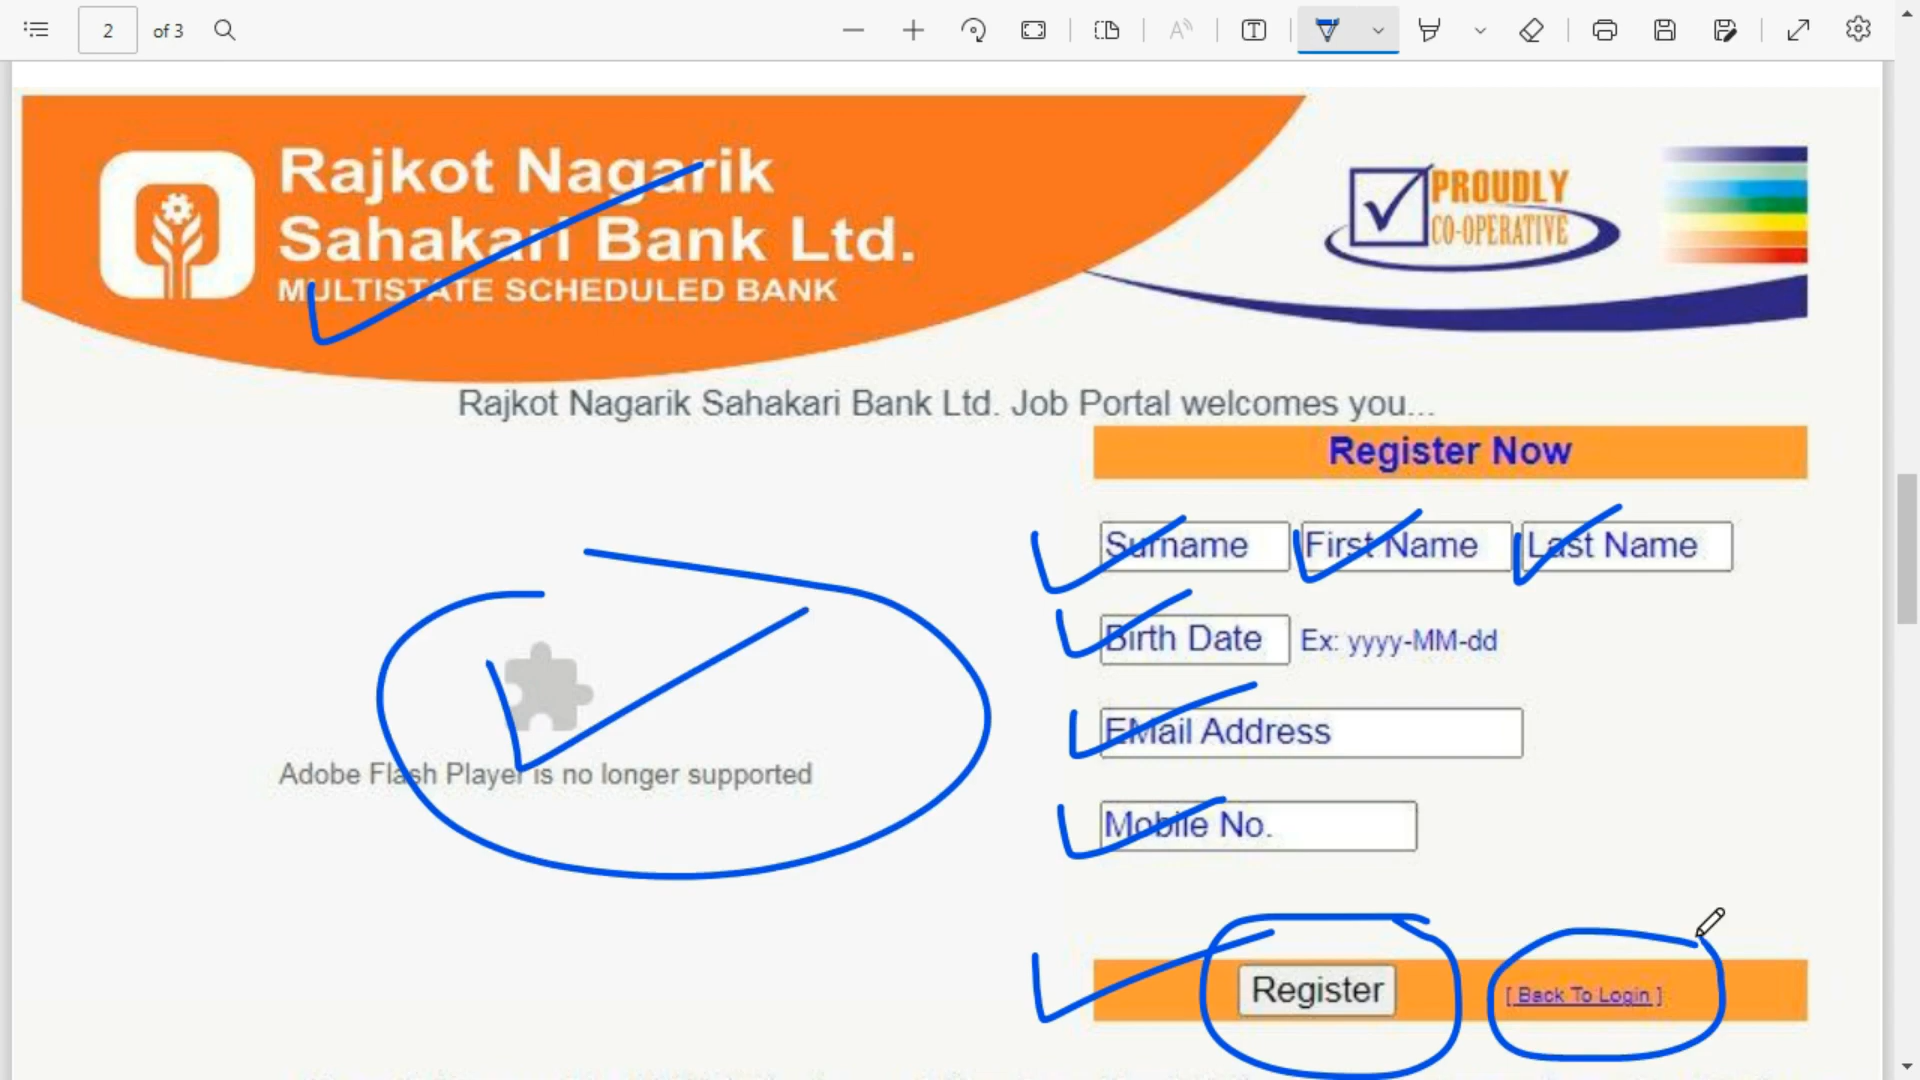 2 of 3
Rajkot Nagarik
Sahakari Bank Ltd.
MULTISTATE SCHEDULED BANK
PROUDLY
CO-OPERATIVE
Rajkot Nagarik Sahakari Bank Ltd. Job Portal welcomes you...
Register Now
Surname First Name Last Name
Birth Date Ex: yyyy-MM-dd
EMail Address
Adobe Flash Player is no longer supported
Mobile No.
Register [ Back To Login ]